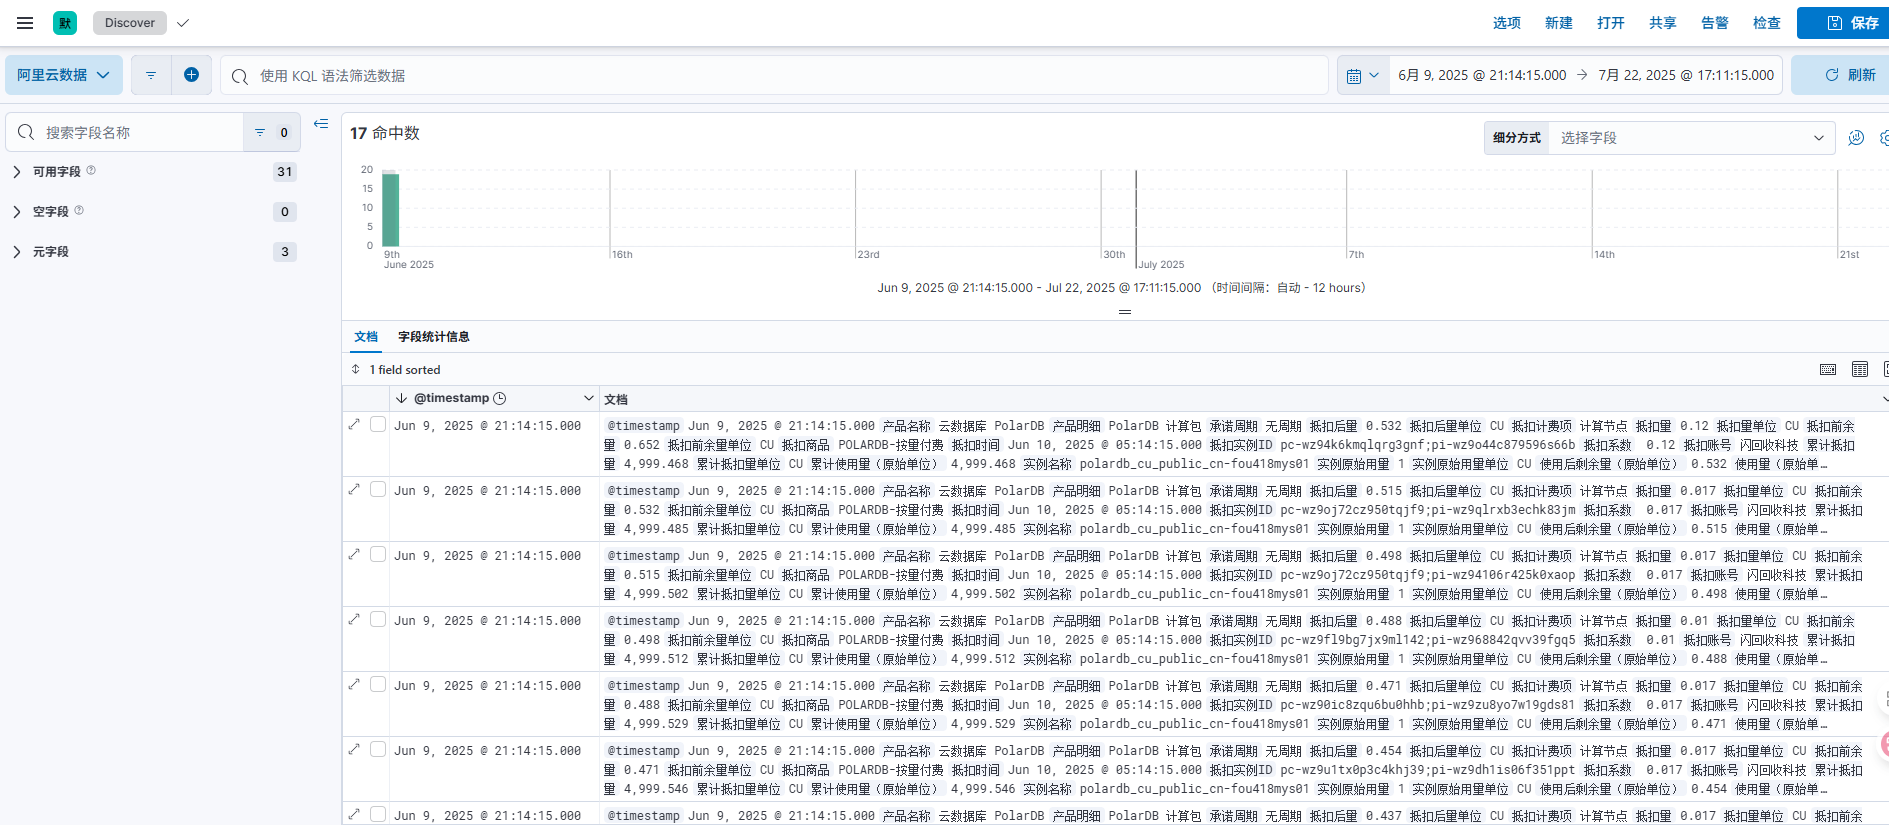 默 Discover 选项 新建 打开 共享 告警 检查 保存
阿里云数据 使用 KQL 语法筛选数据 6月 9, 2025 @ 21:14:15.000 → 7月 22, 2025 @ 17:11:15.000 刷新
搜索字段名称 0
可用字段 31
空字段 0
元字段 3
17 命中数
细分方式 选择字段
20
15
10
5
0
9th 16th 23rd 30th 7th 14th 21st
June 2025 July 2025
Jun 9, 2025 @ 21:14:15.000 - Jul 22, 2025 @ 17:11:15.000 （时间间隔：自动 - 12 hours）
文档 字段统计信息
1 field sorted
@timestamp 文档
Jun 9, 2025 @ 21:14:15.000 @timestamp Jun 9, 2025 @ 21:14:15.000 产品名称 云数据库 PolarDB 产品明细 PolarDB 计算包 承诺周期 无周期 抵扣后量 0.532 抵扣后量单位 CU 抵扣计费项 计算节点 抵扣量 0.12 抵扣量单位 CU 抵扣前余
量 0.652 抵扣前余量单位 CU 抵扣商品 POLARDB-按量付费 抵扣时间 Jun 10, 2025 @ 05:14:15.000 抵扣实例ID pc-wz94k6kmqlqrg3gnf;pi-wz9o44c879596s66b 抵扣系数 0.12 抵扣账号 闪回收科技 累计抵扣
量 4,999.468 累计抵扣量单位 CU 累计使用量（原始单位） 4,999.468 实例名称 polardb_cu_public_cn-fou418mys01 实例原始用量 1 实例原始用量单位 CU 使用后剩余量（原始单位） 0.532 使用量（原始单…
Jun 9, 2025 @ 21:14:15.000 @timestamp Jun 9, 2025 @ 21:14:15.000 产品名称 云数据库 PolarDB 产品明细 PolarDB 计算包 承诺周期 无周期 抵扣后量 0.515 抵扣后量单位 CU 抵扣计费项 计算节点 抵扣量 0.017 抵扣量单位 CU 抵扣前余
量 0.532 抵扣前余量单位 CU 抵扣商品 POLARDB-按量付费 抵扣时间 Jun 10, 2025 @ 05:14:15.000 抵扣实例ID pc-wz9oj72cz950tqjf9;pi-wz9qlrxb3echk83jm 抵扣系数 0.017 抵扣账号 闪回收科技 累计抵扣
量 4,999.485 累计抵扣量单位 CU 累计使用量（原始单位） 4,999.485 实例名称 polardb_cu_public_cn-fou418mys01 实例原始用量 1 实例原始用量单位 CU 使用后剩余量（原始单位） 0.515 使用量（原始单…
Jun 9, 2025 @ 21:14:15.000 @timestamp Jun 9, 2025 @ 21:14:15.000 产品名称 云数据库 PolarDB 产品明细 PolarDB 计算包 承诺周期 无周期 抵扣后量 0.498 抵扣后量单位 CU 抵扣计费项 计算节点 抵扣量 0.017 抵扣量单位 CU 抵扣前余
量 0.515 抵扣前余量单位 CU 抵扣商品 POLARDB-按量付费 抵扣时间 Jun 10, 2025 @ 05:14:15.000 抵扣实例ID pc-wz9oj72cz950tqjf9;pi-wz94106r425k0xaop 抵扣系数 0.017 抵扣账号 闪回收科技 累计抵扣
量 4,999.502 累计抵扣量单位 CU 累计使用量（原始单位） 4,999.502 实例名称 polardb_cu_public_cn-fou418mys01 实例原始用量 1 实例原始用量单位 CU 使用后剩余量（原始单位） 0.498 使用量（原始单…
Jun 9, 2025 @ 21:14:15.000 @timestamp Jun 9, 2025 @ 21:14:15.000 产品名称 云数据库 PolarDB 产品明细 PolarDB 计算包 承诺周期 无周期 抵扣后量 0.488 抵扣后量单位 CU 抵扣计费项 计算节点 抵扣量 0.01 抵扣量单位 CU 抵扣前余
量 0.498 抵扣前余量单位 CU 抵扣商品 POLARDB-按量付费 抵扣时间 Jun 10, 2025 @ 05:14:15.000 抵扣实例ID pc-wz9fl9bg7jx9ml142;pi-wz968842qvv39fgq5 抵扣系数 0.01 抵扣账号 闪回收科技 累计抵扣
量 4,999.512 累计抵扣量单位 CU 累计使用量（原始单位） 4,999.512 实例名称 polardb_cu_public_cn-fou418mys01 实例原始用量 1 实例原始用量单位 CU 使用后剩余量（原始单位） 0.488 使用量（原始单…
Jun 9, 2025 @ 21:14:15.000 @timestamp Jun 9, 2025 @ 21:14:15.000 产品名称 云数据库 PolarDB 产品明细 PolarDB 计算包 承诺周期 无周期 抵扣后量 0.471 抵扣后量单位 CU 抵扣计费项 计算节点 抵扣量 0.017 抵扣量单位 CU 抵扣前余
量 0.488 抵扣前余量单位 CU 抵扣商品 POLARDB-按量付费 抵扣时间 Jun 10, 2025 @ 05:14:15.000 抵扣实例ID pc-wz90ic8zqu6bu0hhb;pi-wz9zu8yo7w19gds81 抵扣系数 0.017 抵扣账号 闪回收科技 累计抵扣
量 4,999.529 累计抵扣量单位 CU 累计使用量（原始单位） 4,999.529 实例名称 polardb_cu_public_cn-fou418mys01 实例原始用量 1 实例原始用量单位 CU 使用后剩余量（原始单位） 0.471 使用量（原始单…
Jun 9, 2025 @ 21:14:15.000 @timestamp Jun 9, 2025 @ 21:14:15.000 产品名称 云数据库 PolarDB 产品明细 PolarDB 计算包 承诺周期 无周期 抵扣后量 0.454 抵扣后量单位 CU 抵扣计费项 计算节点 抵扣量 0.017 抵扣量单位 CU 抵扣前余
量 0.471 抵扣前余量单位 CU 抵扣商品 POLARDB-按量付费 抵扣时间 Jun 10, 2025 @ 05:14:15.000 抵扣实例ID pc-wz9u1tx0p3c4khj39;pi-wz9dh1is06f351ppt 抵扣系数 0.017 抵扣账号 闪回收科技 累计抵扣
量 4,999.546 累计抵扣量单位 CU 累计使用量（原始单位） 4,999.546 实例名称 polardb_cu_public_cn-fou418mys01 实例原始用量 1 实例原始用量单位 CU 使用后剩余量（原始单位） 0.454 使用量（原始单…
Jun 9, 2025 @ 21:14:15.000 @timestamp Jun 9, 2025 @ 21:14:15.000 产品名称 云数据库 PolarDB 产品明细 PolarDB 计算包 承诺周期 无周期 抵扣后量 0.437 抵扣后量单位 CU 抵扣计费项 计算节点 抵扣量 0.017 抵扣量单位 CU 抵扣前余